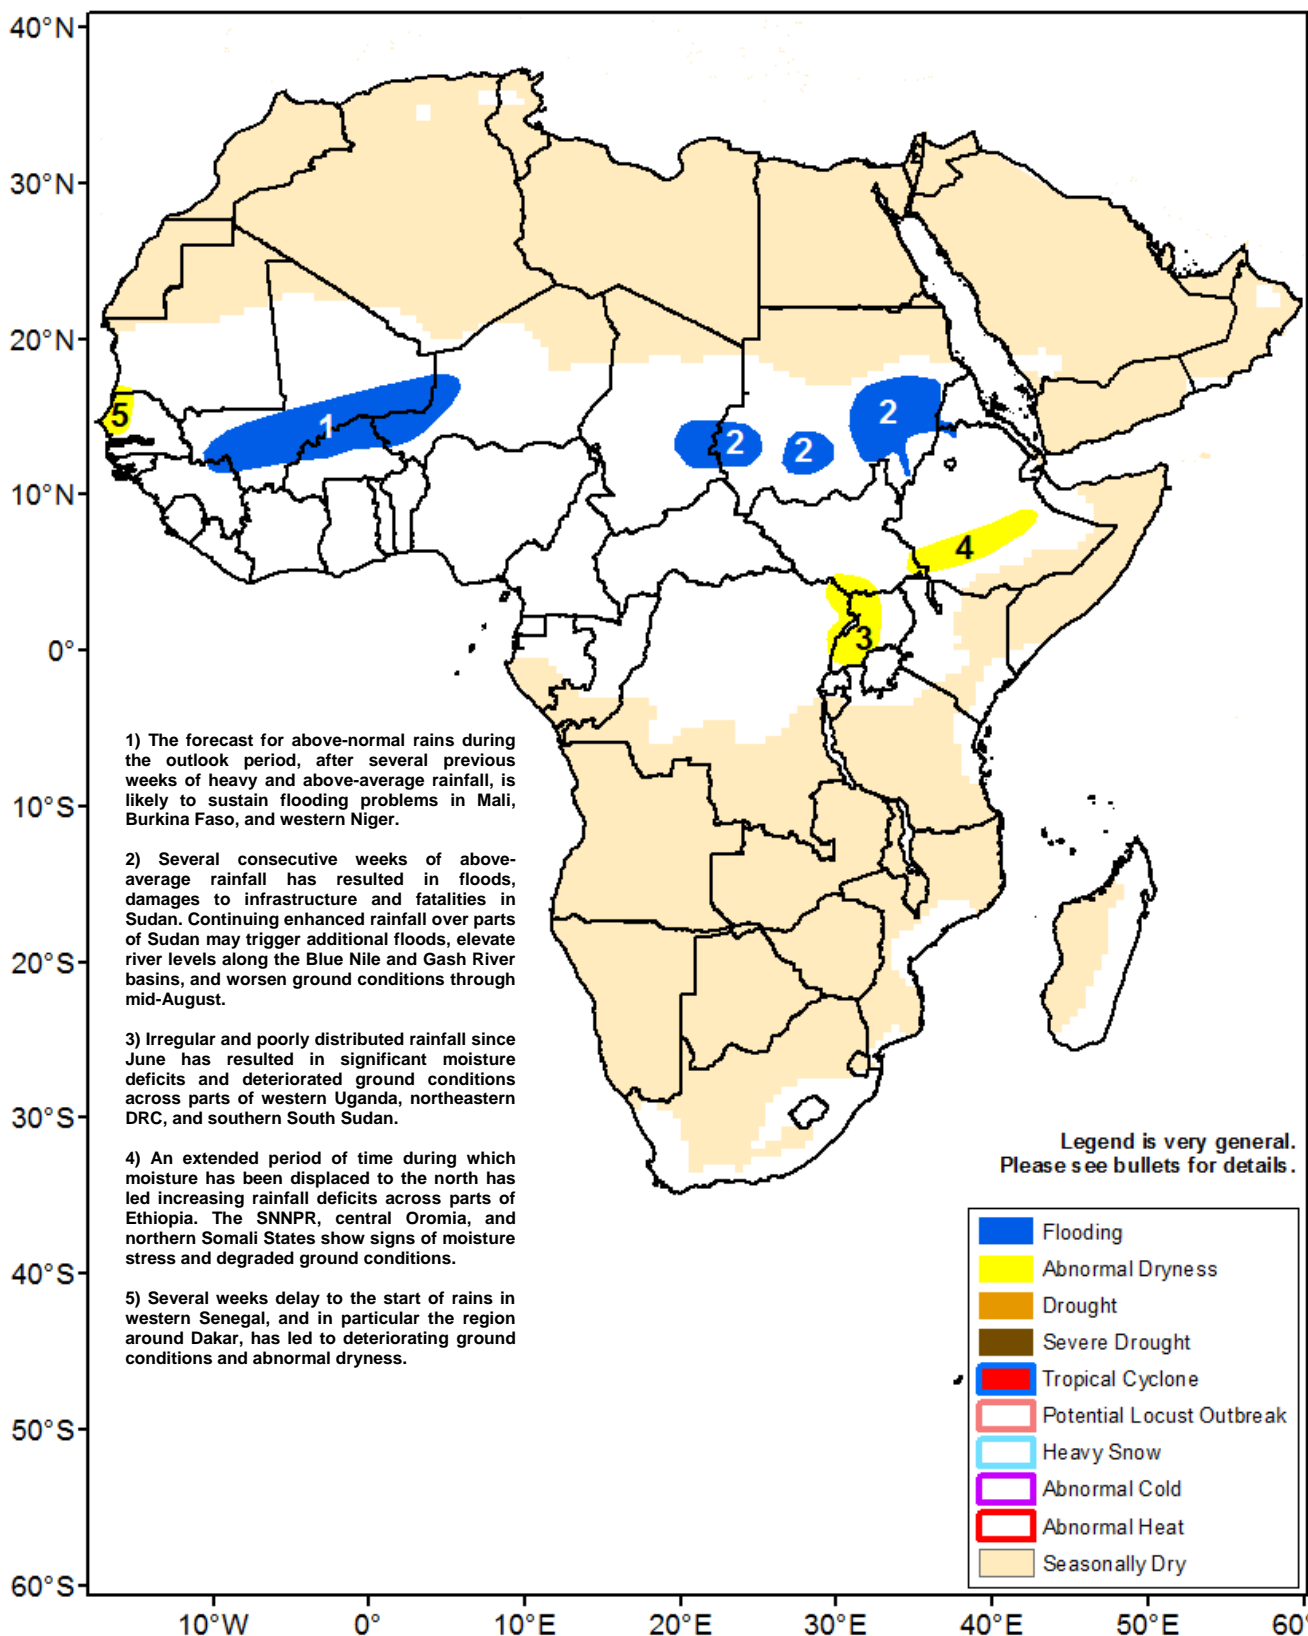 40°N
30°N
20°N
10°N
0°
10°S
20°S
30°S
40°S
50°S
60°S
10°W
0°
10°E
20°E
30°E
40°E
50°E
60°
1
2
2
2
5
4
3
1) The forecast for above-normal rains during
the outlook period, after several previous
weeks of heavy and above-average rainfall, is
likely to sustain flooding problems in Mali,
Burkina Faso, and western Niger.
2) Several consecutive weeks of above-
average rainfall has resulted in floods,
damages to infrastructure and fatalities in
Sudan. Continuing enhanced rainfall over parts
of Sudan may trigger additional floods, elevate
river levels along the Blue Nile and Gash River
basins, and worsen ground conditions through
mid-August.
3) Irregular and poorly distributed rainfall since
June has resulted in significant moisture
deficits and deteriorated ground conditions
across parts of western Uganda, northeastern
DRC, and southern South Sudan.
4) An extended period of time during which
moisture has been displaced to the north has
led increasing rainfall deficits across parts of
Ethiopia. The SNNPR, central Oromia, and
northern Somali States show signs of moisture
stress and degraded ground conditions.
5) Several weeks delay to the start of rains in
western Senegal, and in particular the region
around Dakar, has led to deteriorating ground
conditions and abnormal dryness.
Legend is very general.
Please see bullets for details.
Flooding
Abnormal Dryness
Drought
Severe Drought
Tropical Cyclone
Potential Locust Outbreak
Heavy Snow
Abnormal Cold
Abnormal Heat
Seasonally Dry